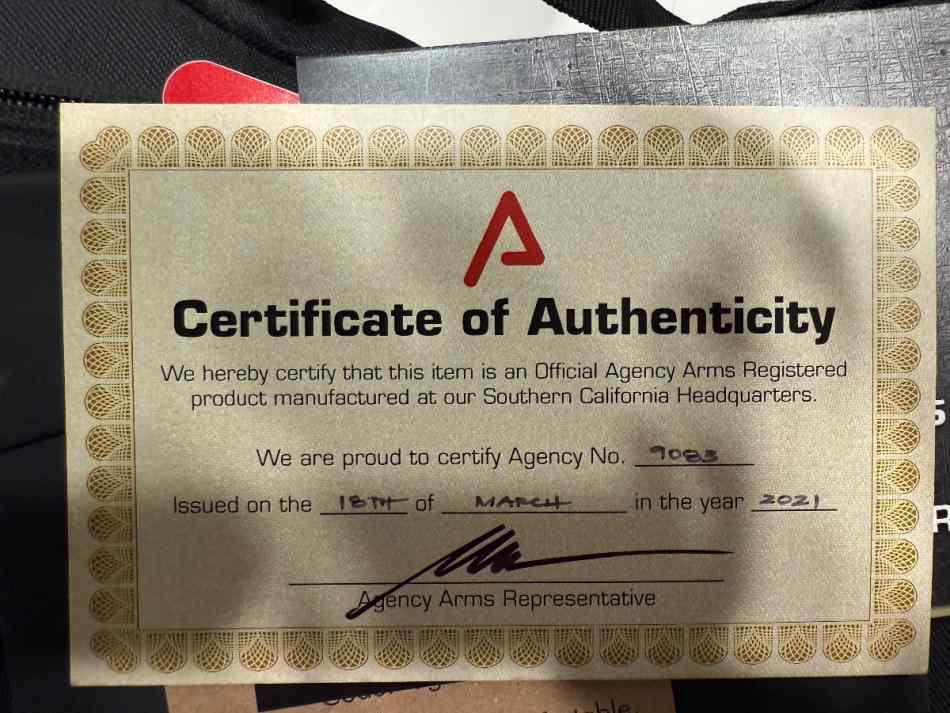 Certificate of Authenticity
We hereby certify that this item is an Official Agency Arms Registered
product manufactured at our Southern California Headquarters.
We are proud to certify Agency No. 9083
Issued on the 18TH of MARCH in the year 2021
Agency Arms Representative